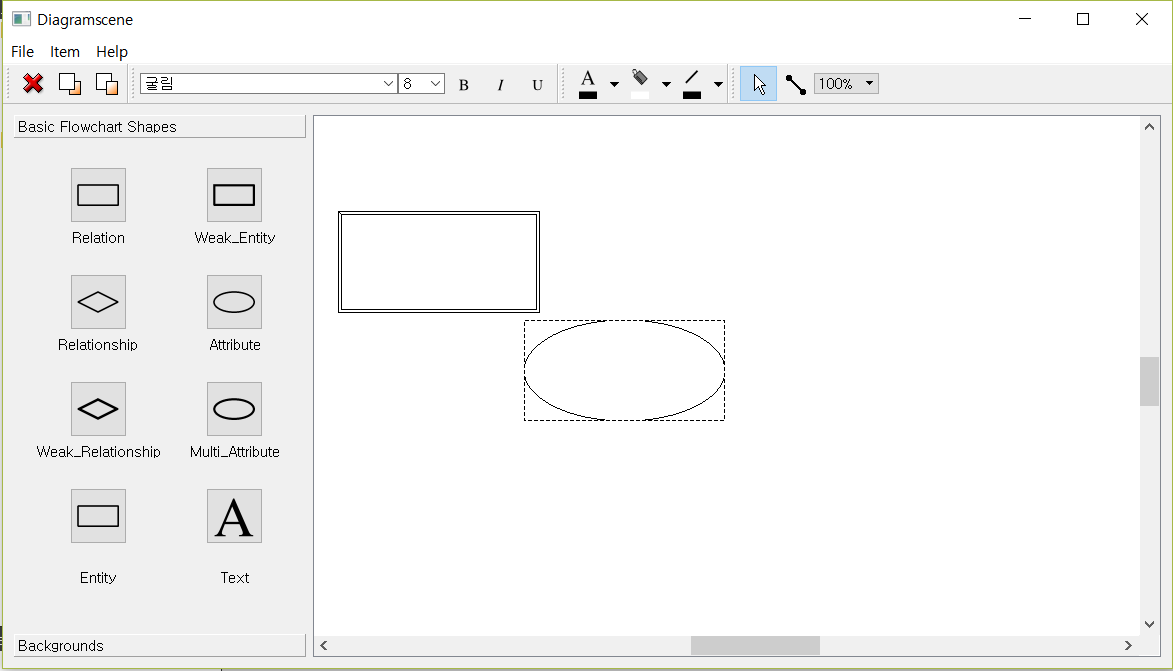 Diagramscene
File Item Help
굴림 8 B I U A 100%
Basic Flowchart Shapes
Relation Weak_Entity
Relationship Attribute
Weak_Relationship Multi_Attribute
A
Entity Text
Backgrounds